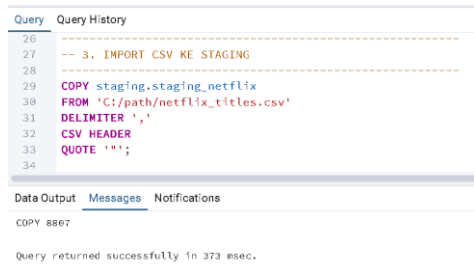 Query Query History
26 ------------------------------------------------------------
27 -- 3. IMPORT CSV KE STAGING
28 ------------------------------------------------------------
29 COPY staging.staging_netflix
30 FROM 'C:/path/netflix_titles.csv'
31 DELIMITER ','
32 CSV HEADER
33 QUOTE '"';
34
Data Output Messages Notifications
COPY 8807
Query returned successfully in 373 msec.